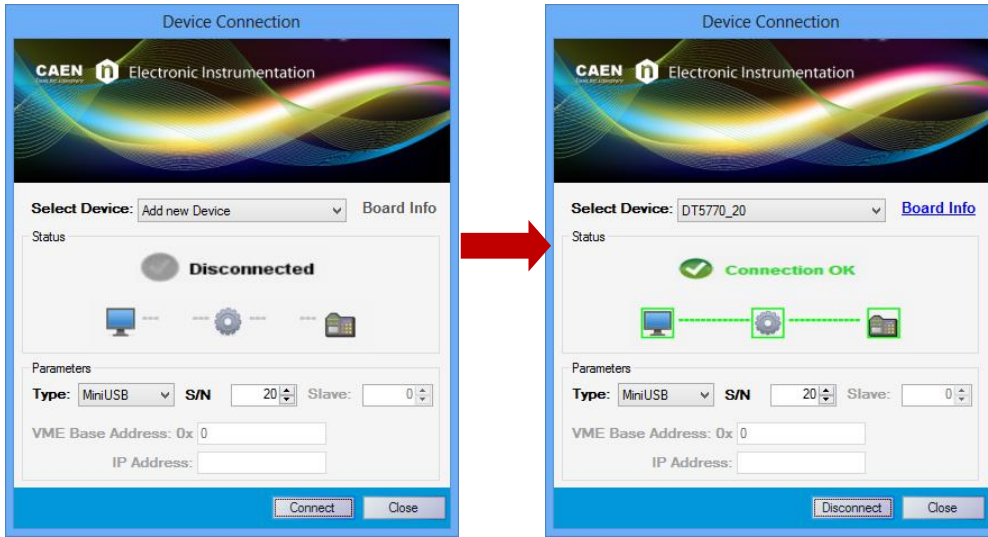 Device Connection
CAEN n Electronic Instrumentation
Select Device: Add new Device Board Info
Status
Disconnected
Parameters
Type: MiniUSB S/N 20 Slave: 0
VME Base Address: 0x 0
IP Address:
Connect Close
Device Connection
CAEN n Electronic Instrumentation
Select Device: DT5770_20 Board Info
Status
Connection OK
Parameters
Type: MiniUSB S/N 20 Slave: 0
VME Base Address: 0x 0
IP Address:
Disconnect Close